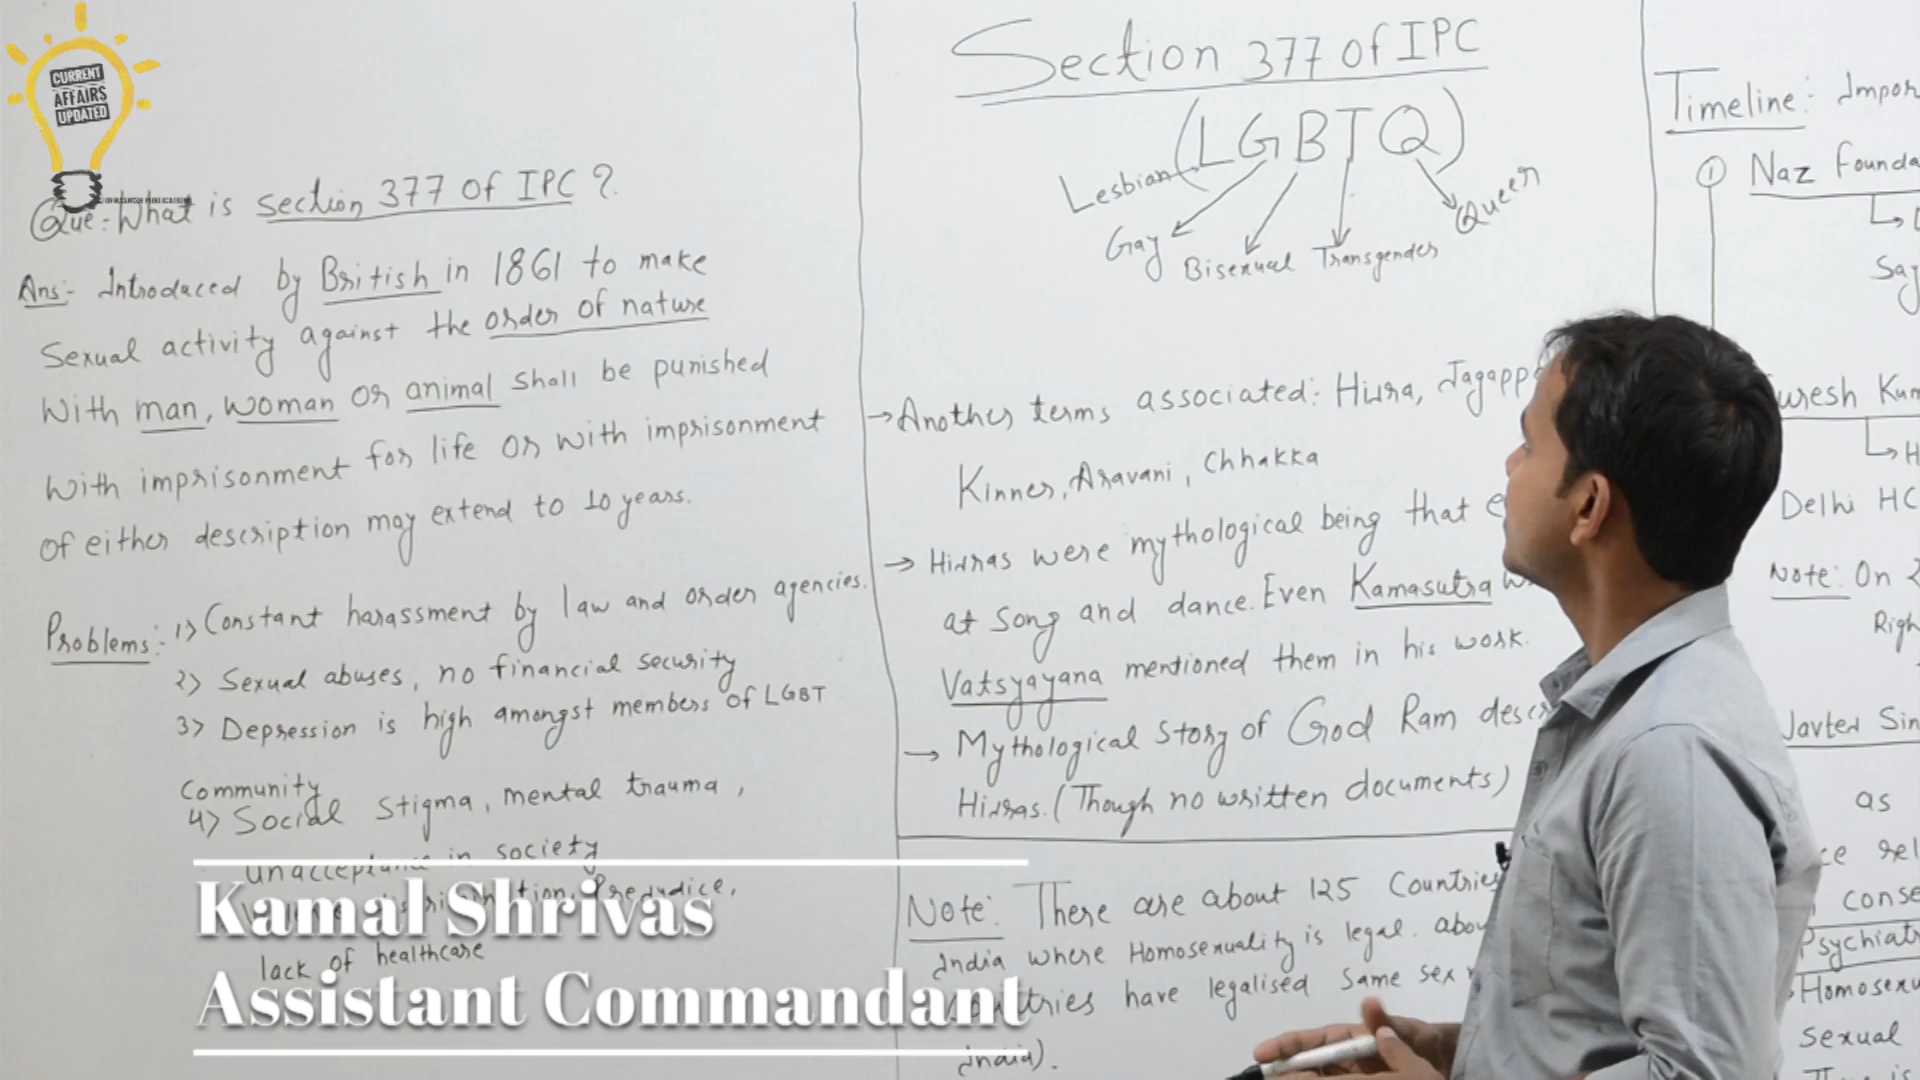 CURRENT
AFFAIRS
UPDATED
Que:- What is section 377 of IPC ?
Ans:- Introduced by British in 1861 to make
Sexual activity against the order of nature
With man, woman or animal shall be punished
With imprisonment for life or with imprisonment
of either description may extend to 10 years.
Problems:- 1) Constant harassment by law and order agencies.
2) Sexual abuses, no financial security
3) Depression is high amongst members of LGBT
Community
4) Social stigma, mental trauma,
unacceptance in society
Prejudice,
lack of healthcare
Kamal Shrivas
Assistant Commandant
Section 377 of IPC
(LGBTQ)
Lesbian
Gay
Bisexual
Transgender
Queer
→ Another terms associated: Hijra, Jagappa
Kinner, Aravani, Chhakka
→ Hijras were mythological being that
at song and dance. Even Kamasutra
Vatsyayana mentioned them in his work.
→ Mythological Story of God Ram
Hijras. (Though no written documents)
Note: There are about 125 Countries
India where Homosexuality is legal.
countries have legalised same sex
India).
Timeline:-
1 Naz
Delhi HC
Note: On
as
Homosexu
sexual